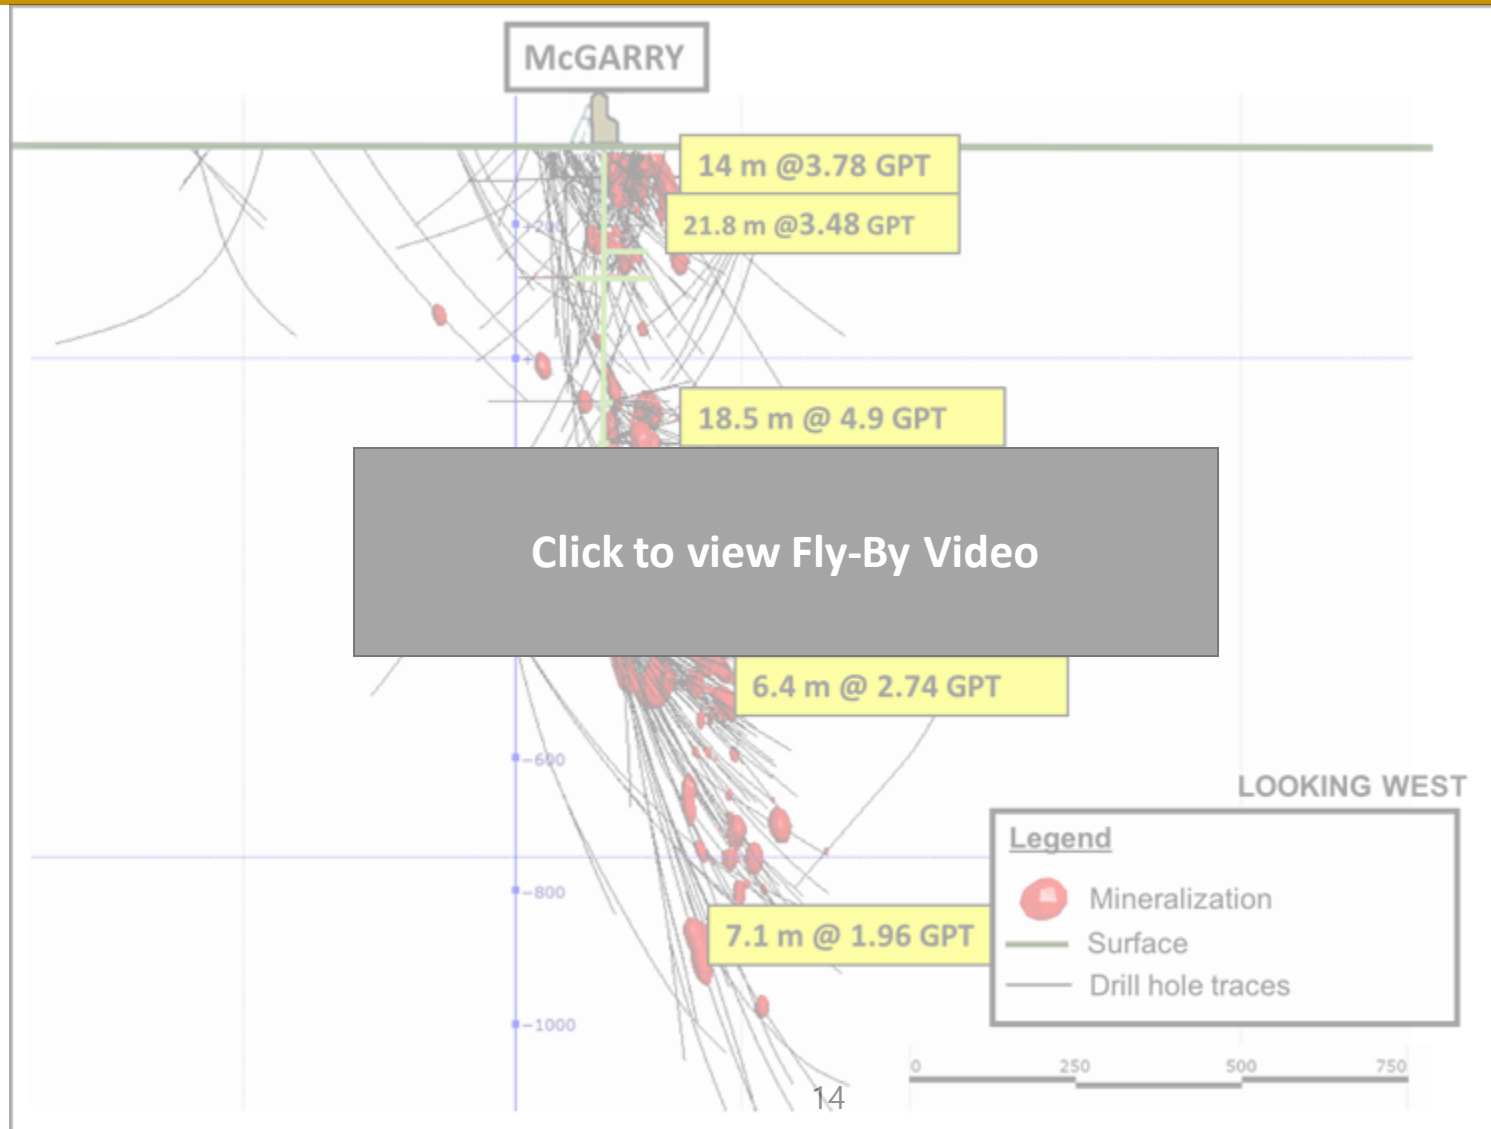 McGARRY
14 m @3.78 GPT
21.8 m @3.48 GPT
+200
18.5 m @ 4.9 GPT
Click to view Fly-By Video
6.4 m @ 2.74 GPT
-600
LOOKING WEST
Legend
Mineralization
Surface
Drill hole traces
-800
7.1 m @ 1.96 GPT
-1000
0 250 500 750
14